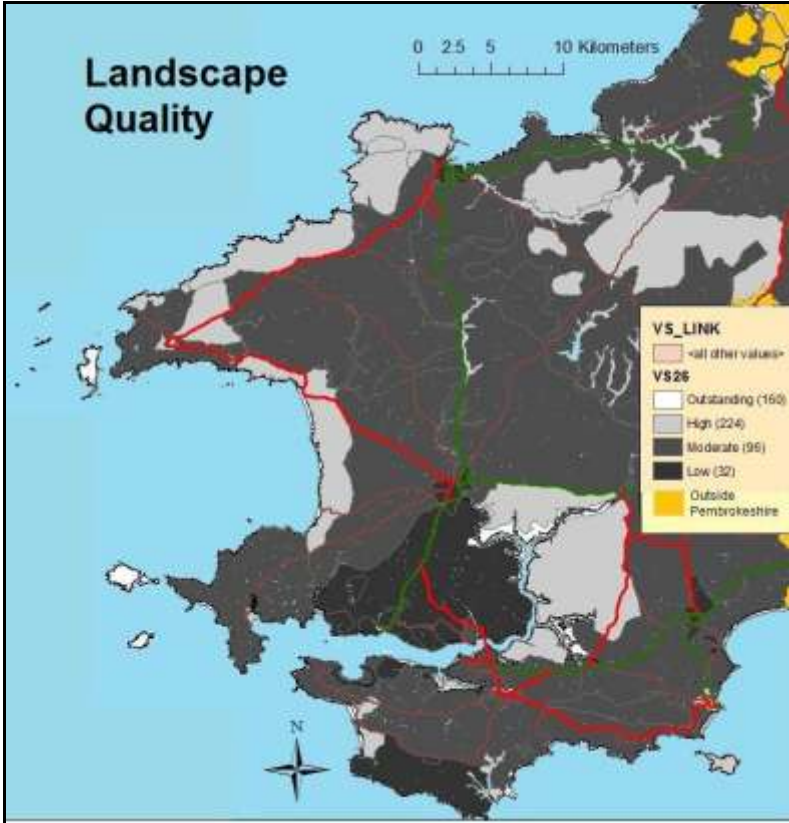 Landscape
Quality
0 2.5 5 10 Kilometers
VS_LINK
<all other values>
VS26
Outstanding (160)
High (224)
Moderate (96)
Low (32)
Outside
Pembrokeshire
N